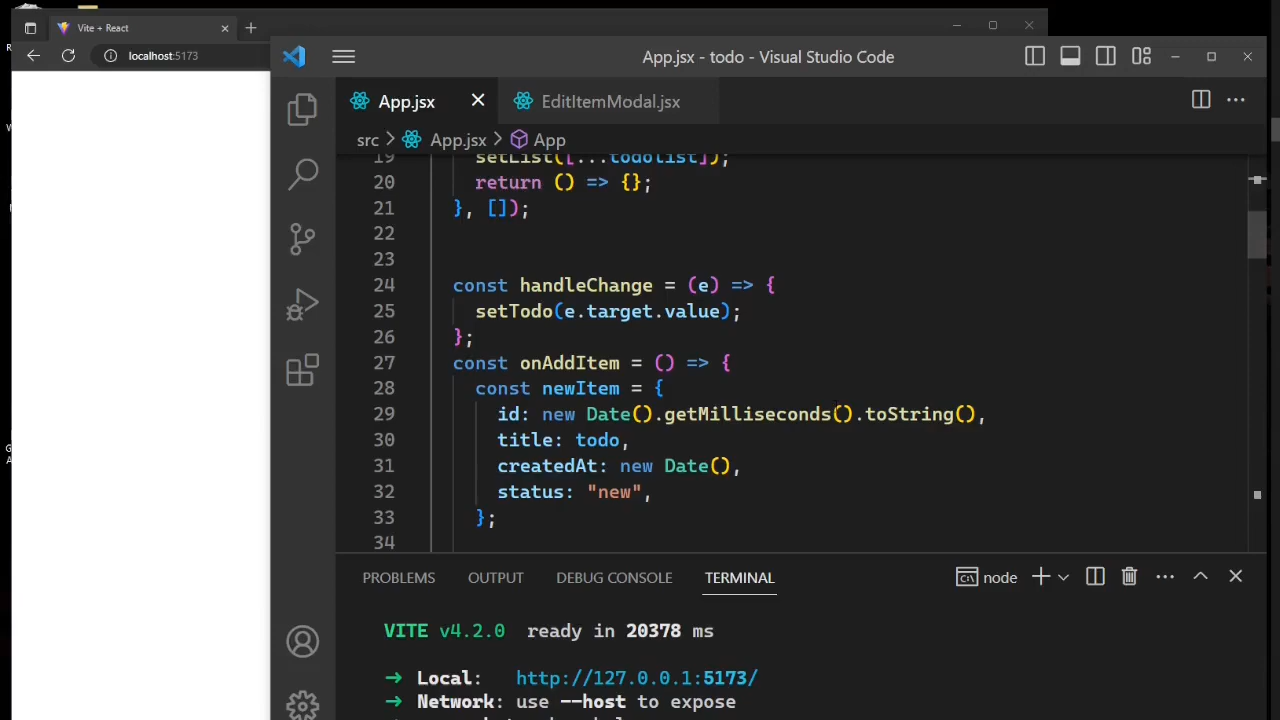 Vite + React
localhost:5173
App.jsx - todo - Visual Studio Code
App.jsx
EditItemModal.jsx
src > App.jsx > App
19 setList([...todolist]);
20 return () => {};
21 }, []);
22
23
24 const handleChange = (e) => {
25 setTodo(e.target.value);
26 };
27 const onAddItem = () => {
28 const newItem = {
29 id: new Date().getMilliseconds().toString(),
30 title: todo,
31 createdAt: new Date(),
32 status: "new",
33 };
34
PROBLEMS OUTPUT DEBUG CONSOLE TERMINAL node
VITE v4.2.0 ready in 20378 ms
➜ Local: http://127.0.0.1:5173/
➜ Network: use --host to expose